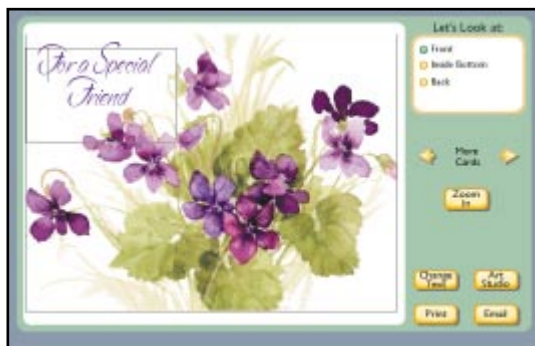 For a Special
Friend
Let's Look at:
Front
Inside Bottom
Back
More
Cards
Zoom
In
Change
Text
Art
Studio
Print
Email